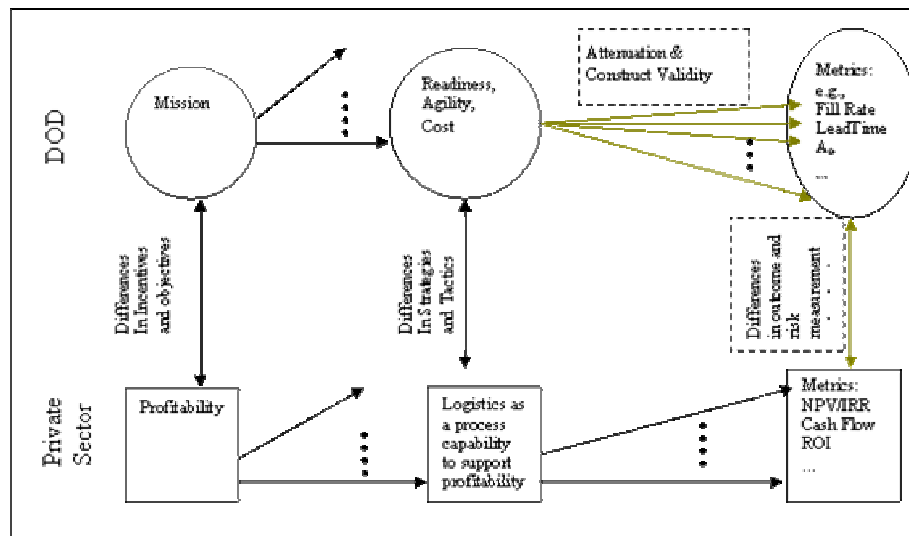 DOD
Mission
Readiness,
Agility,
Cost
Attenuation &
Construct Validity
Metrics:
e.g.,
Fill Rate
LeadTime
...
Differences
In Incentives
and objectives
Differences
In Strategies
and Tactics
Differences
in outcome and
risk
measurement
Private
Sector
Profitability
Logistics as
a process
capability
to support
profitability
Metrics:
NPV/IRR
Cash Flow
ROI
...